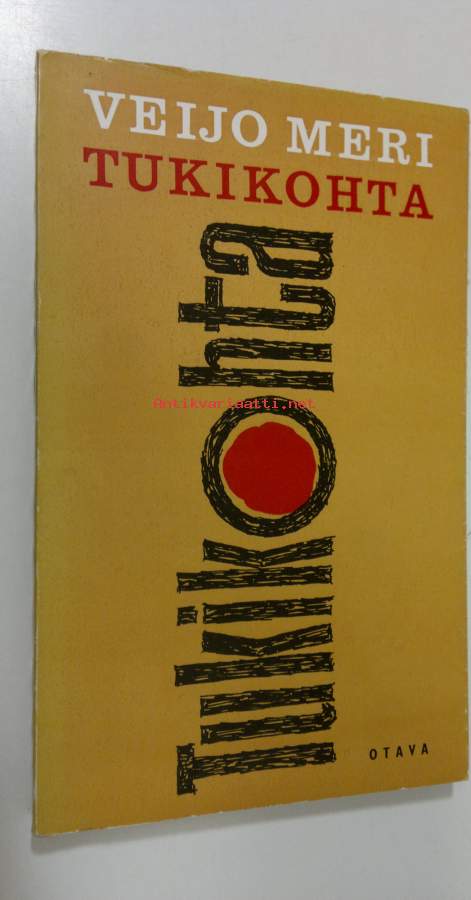 VEIJO MERI
TUKIKOHTA
Tukikohta
Antikvariaatti.net
OTAVA